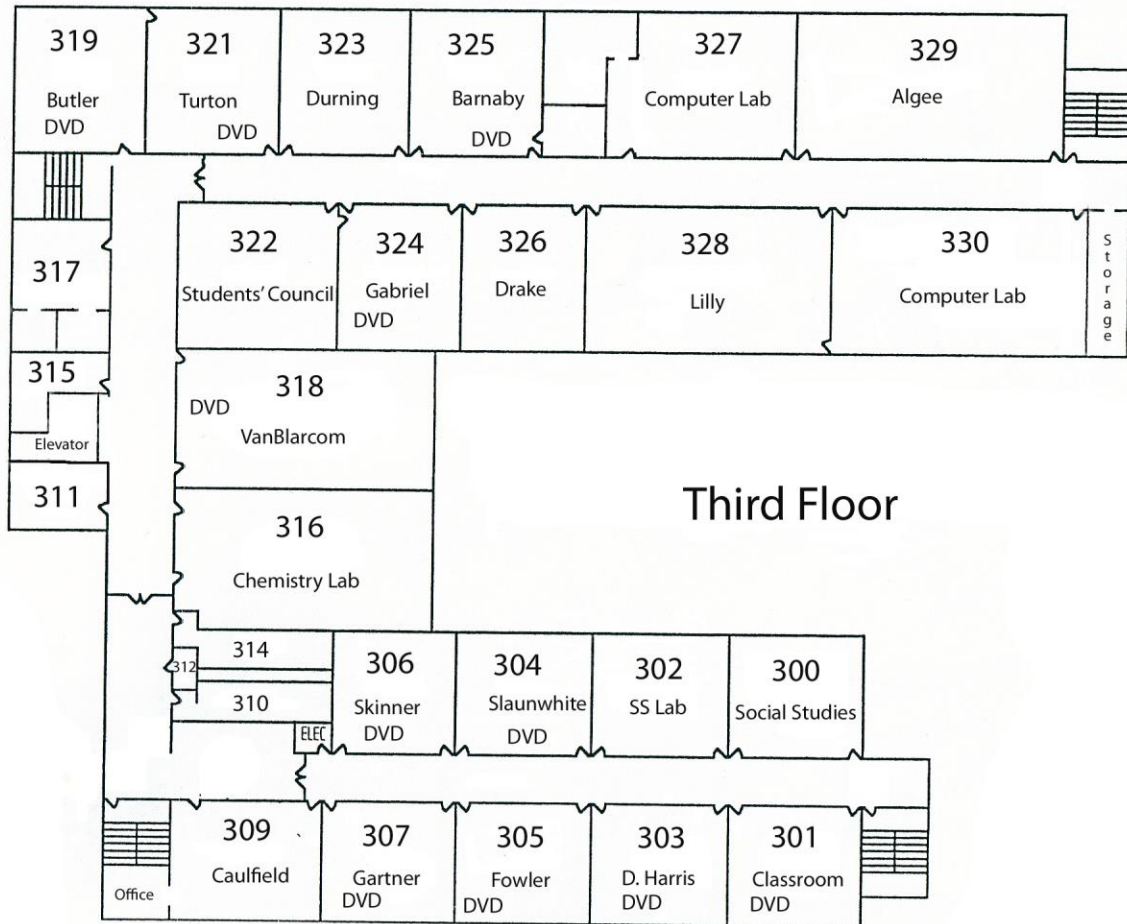 319
Butler
DVD
321
Turton
DVD
323
Durning
325
Barnaby
DVD
327
Computer Lab
329
Algee
317
322
Students' Council
324
Gabriel
DVD
326
Drake
328
Lilly
330
Computer Lab
Storage
315
Elevator
311
318
DVD
VanBlarcom
316
Chemistry Lab
Third Floor
314
312
310
ELEC
306
Skinner
DVD
304
Slaunwhite
DVD
302
SS Lab
300
Social Studies
309
Caulfield
307
Gartner
DVD
305
Fowler
DVD
303
D. Harris
DVD
301
Classroom
DVD
Office